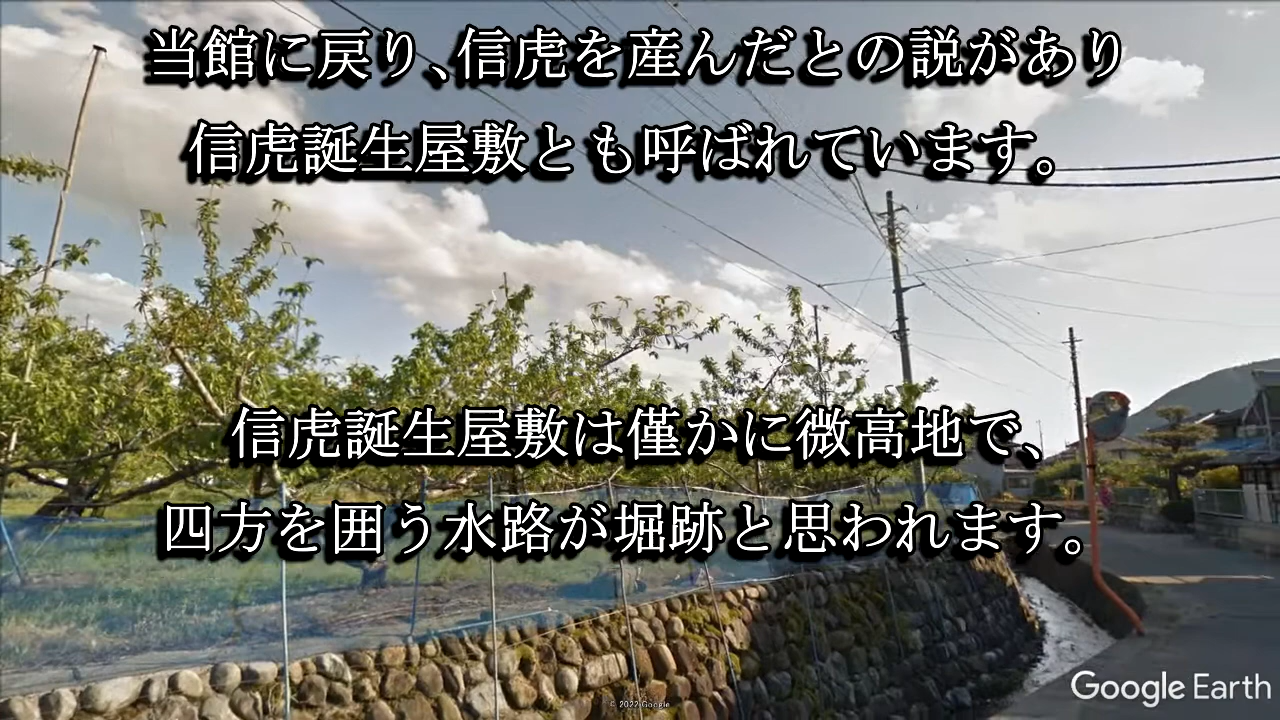 当館に戻り、信虎を産んだとの説があり
信虎誕生屋敷とも呼ばれています。
信虎誕生屋敷は僅かに微高地で、
四方を囲う水路が堀跡と思われます。
Google Earth
© 2022 Google